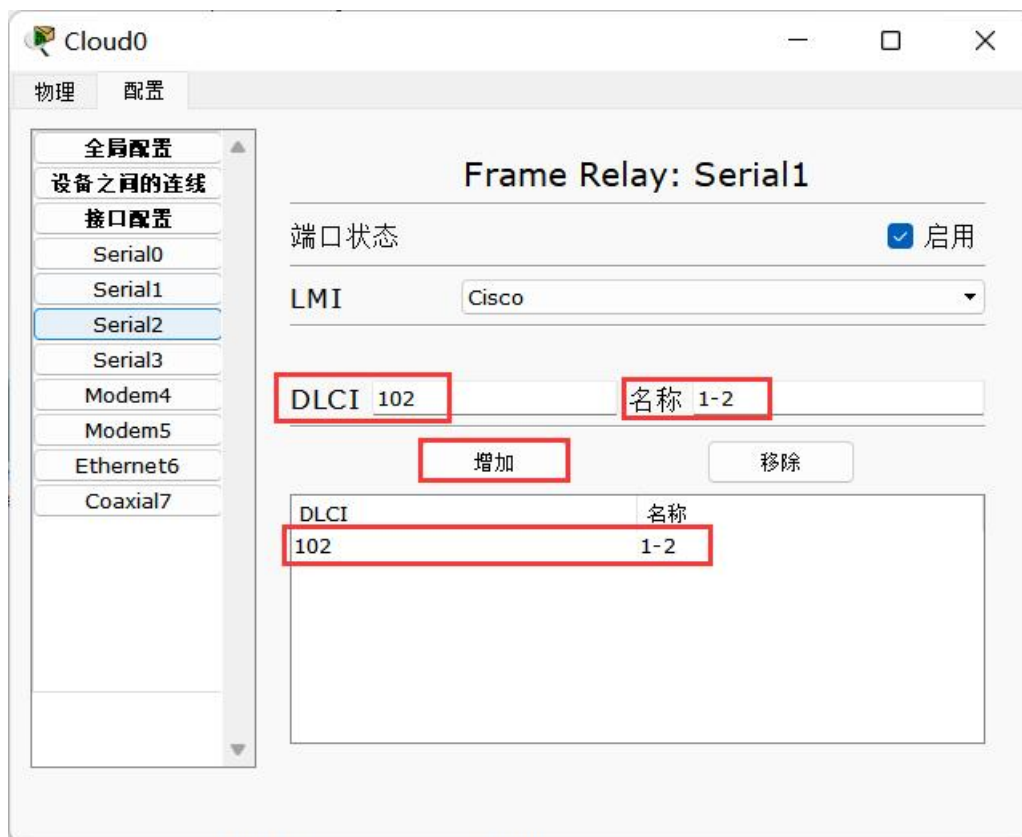 Cloud0
物理 配置
全局配置
设备之间的连线
接口配置
Serial0
Serial1
Serial2
Serial3
Modem4
Modem5
Ethernet6
Coaxial7
Frame Relay: Serial1
端口状态 启用
LMI Cisco
DLCI 102 名称 1-2
增加 移除
DLCI 名称
102 1-2